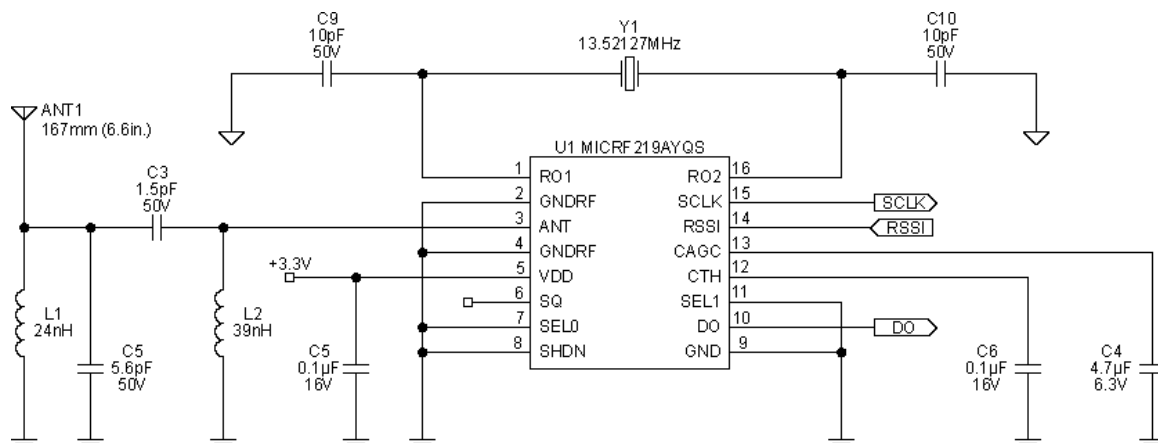 C9
10pF
50V
Y1
13.52127MHz
C10
10pF
50V
ANT1
167mm (6.6in.)
C3
1.5pF
50V
U1 MICRF219AYQS
1 RO1
2 GNDRF
3 ANT
4 GNDRF
5 VDD
6 SQ
7 SEL0
8 SHDN
RO2 16
SCLK 15
RSSI 14
CAGC 13
CTH 12
SEL1 11
DO 10
GND 9
SCLK
RSSI
DO
+3.3V
L1
24nH
C5
5.6pF
50V
L2
39nH
C5
0.1µF
16V
C6
0.1µF
16V
C4
4.7µF
6.3V